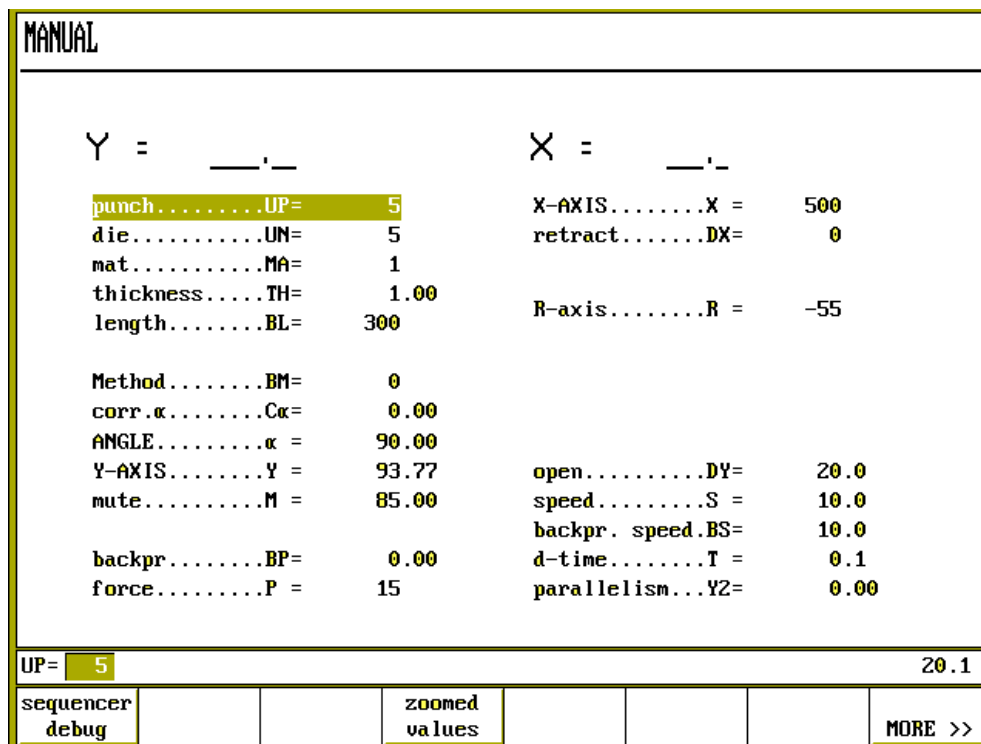 MANUAL
Y = ___.__
X = ___._
punch.........UP= 5
die...........UN= 5
mat...........MA= 1
thickness.....TH= 1.00
length........BL= 300
Method........BM= 0
corr.α........Cα= 0.00
ANGLE.........α = 90.00
Y-AXIS........Y = 93.77
mute..........M = 85.00
backpr........BP= 0.00
force.........P = 15
X-AXIS........X = 500
retract.......DX= 0
R-axis........R = -55
open..........DY= 20.0
speed.........S = 10.0
backpr. speed.BS= 10.0
d-time........T = 0.1
parallelism...Y2= 0.00
UP= 5 20.1
sequencer
debug
zoomed
values
MORE >>